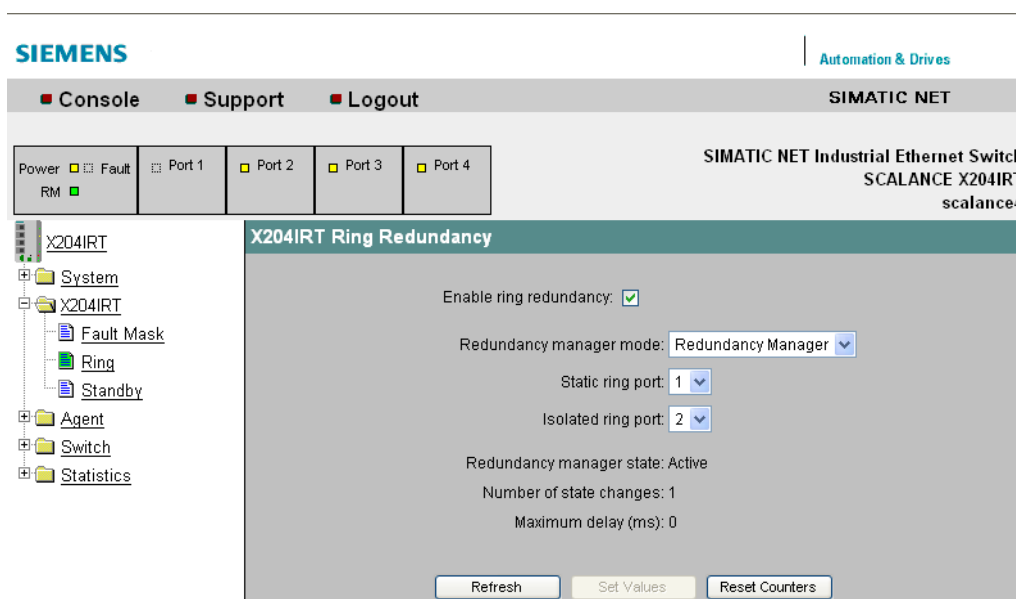 SIEMENS
Automation & Drives
Console Support Logout SIMATIC NET
Power Fault Port 1 Port 2 Port 3 Port 4
RM
SIMATIC NET Industrial Ethernet Switch
SCALANCE X204IRT
scalance4
X204IRT
X204IRT Ring Redundancy
System
X204IRT
Fault Mask
Ring
Standby
Agent
Switch
Statistics
Enable ring redundancy:
Redundancy manager mode: Redundancy Manager
Static ring port: 1
Isolated ring port: 2
Redundancy manager state: Active
Number of state changes: 1
Maximum delay (ms): 0
Refresh Set Values Reset Counters